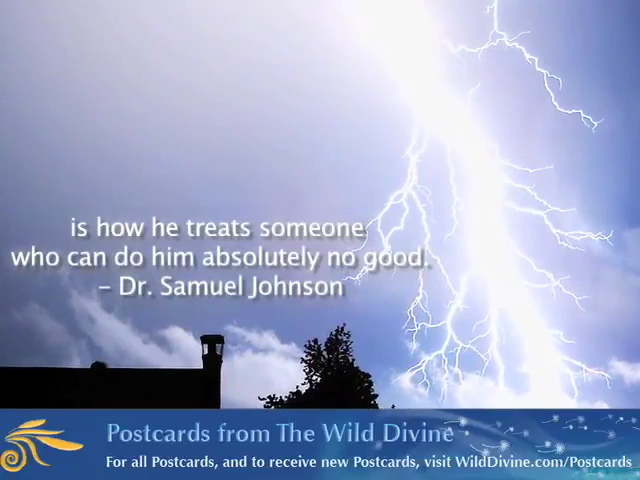 is how he treats someone
who can do him absolutely no good.
– Dr. Samuel Johnson
Postcards from The Wild Divine
For all Postcards, and to receive new Postcards, visit WildDivine.com/Postcards